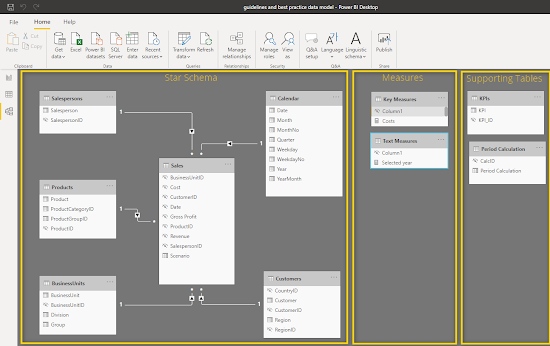 guidelines and best practice data model - Power BI Desktop
File Home Help
Cut
Copy
Paste
Get data
Excel
Power BI datasets
SQL Server
Enter data
Recent sources
Transform data
Refresh
Manage relationships
Manage roles
View as
Q&A setup
Language
Linguistic schema
Publish
Clipboard Data Queries Relationships Security Q&A Share
Star Schema
Salespersons
Salesperson
SalespersonID
Calendar
Date
Month
MonthNo
Quarter
Weekday
WeekdayNo
Year
YearMonth
Sales
BusinessUnitID
Cost
CustomerID
Date
Gross Profit
ProductID
Revenue
SalespersonID
Scenario
Products
Product
ProductCategoryID
ProductGroupID
ProductID
BusinessUnits
BusinessUnit
BusinessUnitID
Division
Group
Customers
CountryID
Customer
CustomerID
Region
RegionID
1
1
1
1
1
Measures
Key Measures
Column1
Costs
Text Measures
Column1
Selected year
Supporting Tables
KPIs
KPI
KPI_ID
Period Calculation
CalcID
Period Calculation